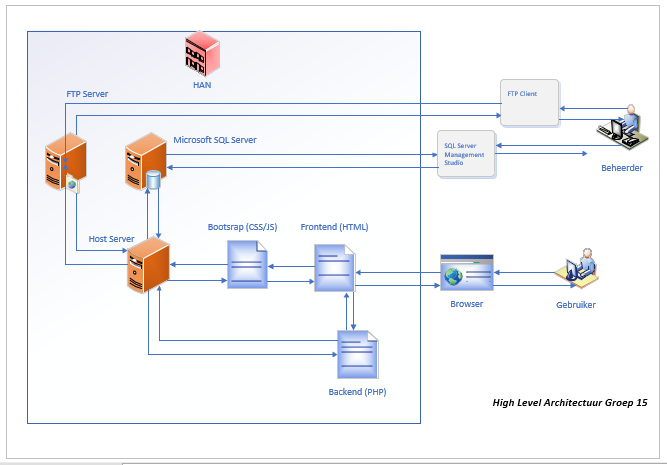 HAN
FTP Server
FTP Client
Microsoft SQL Server
SQL Server
Management
Studio
Beheerder
Host Server
Bootsrap (CSS/JS)
Frontend (HTML)
Browser
Gebruiker
Backend (PHP)
High Level Architectuur Groep 15